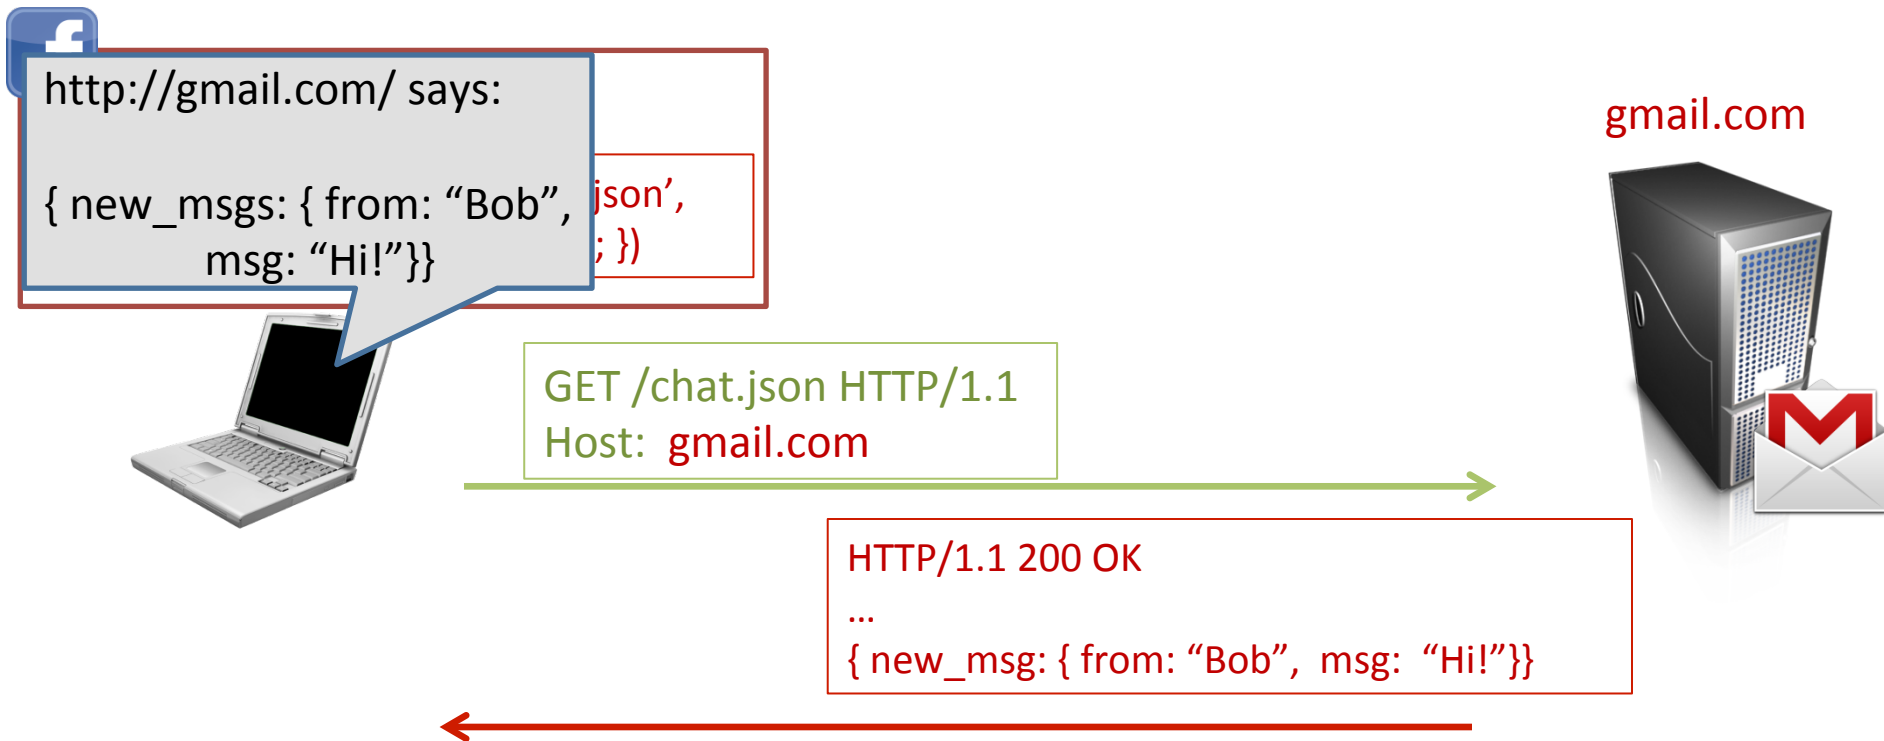 http://gmail.com/ says:
{ new_msgs: { from: “Bob”,
msg: “Hi!”}}
json’,
; })
gmail.com
GET /chat.json HTTP/1.1
Host: gmail.com
HTTP/1.1 200 OK
...
{ new_msg: { from: “Bob”, msg: “Hi!”}}